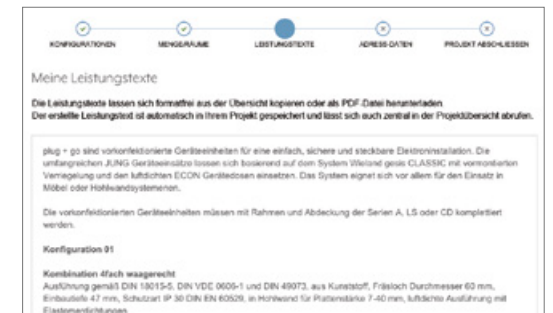 KONFIGURATIONEN MENGE/RÄUME LEISTUNGSTEXTE ADRESS-DATEN PROJEKT ABSCHLIESSEN
Meine Leistungstexte
Die Leistungstexte lassen sich formatfrei aus der Übersicht kopieren oder als PDF-Datei herunterladen.
Der erstellte Leistungstext ist automatisch in Ihrem Projekt gespeichert und lässt sich auch zentral in der Projektübersicht abrufen.
plug + go sind vorkonfektionierte Geräteeinheiten für eine einfach, sichere und steckbare Elektroninstallation. Die
umfangreichen JUNG Geräteeinsätze lassen sich basierend auf dem System Wieland gesis CLASSIC mit vormontierten
Verriegelung und den luftdichten ECON Gerätedosen einsetzen. Das System eignet sich vor allem für den Einsatz in
Möbel oder Hohlwandsystemenen.
Die vorkonfektionierten Geräteeinheiten müssen mit Rahmen und Abdeckung der Serien A, LS oder CD komplettiert
werden.
Konfiguration 01
Kombination 4fach waagerecht
Ausführung gemäß DIN 18015-5, DIN VDE 0606-1 und DIN 49073, aus Kunststoff, Fräsloch Durchmesser 60 mm,
Einbautiefe 47 mm, Schutzart IP 30 DIN EN 60529, in Hohlwand für Plattenstärke 7-40 mm, luftdichte Ausführung mit
Elastomerdichtungen